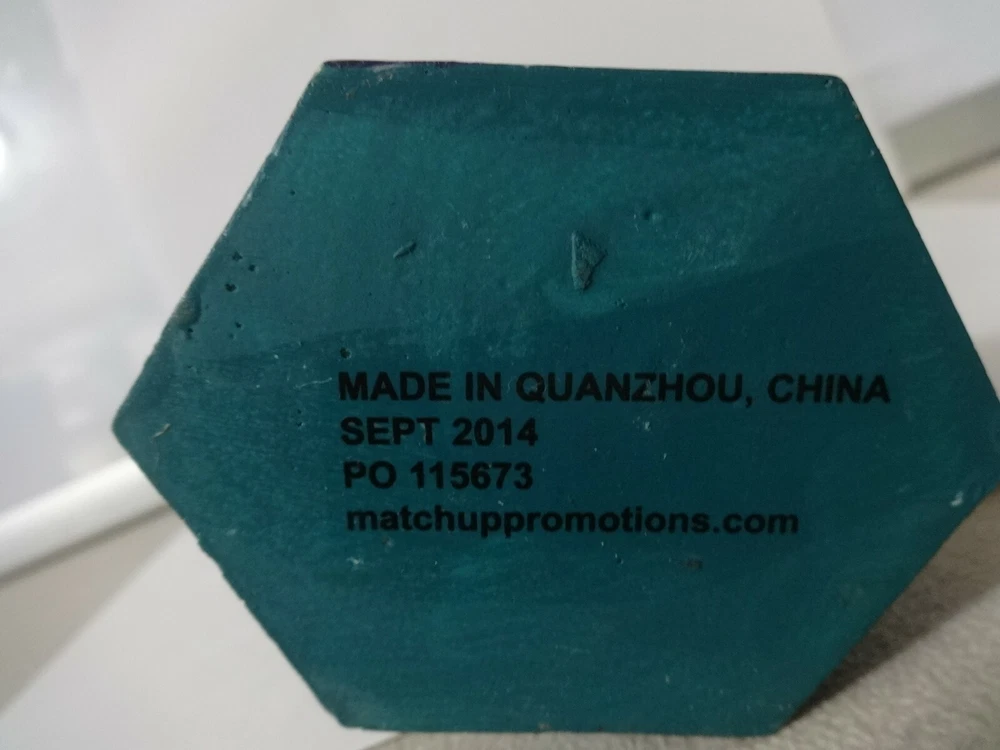 MADE IN QUANZHOU, CHINA
SEPT 2014
PO 115673
matchuppromotions.com